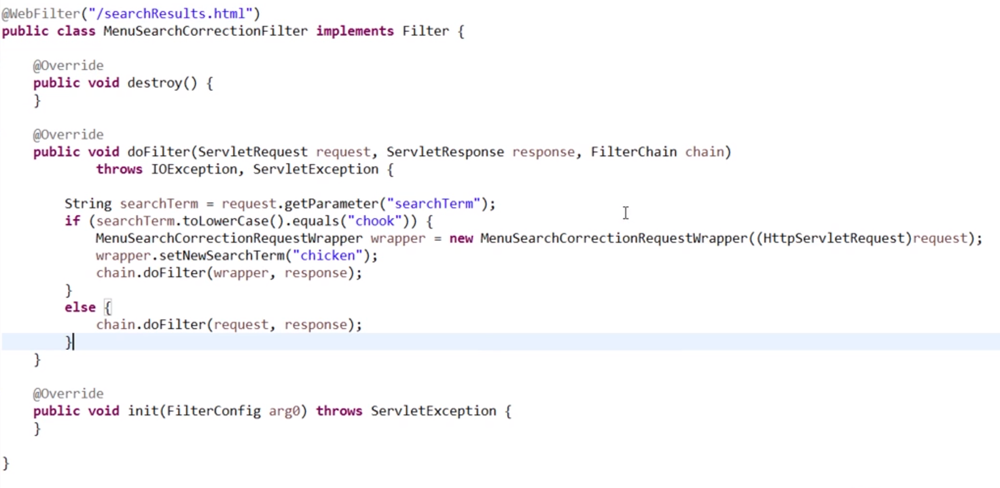 @WebFilter("/searchResults.html")
public class MenuSearchCorrectionFilter implements Filter {
@Override
public void destroy() {
}
@Override
public void doFilter(ServletRequest request, ServletResponse response, FilterChain chain)
throws IOException, ServletException {
String searchTerm = request.getParameter("searchTerm");
if (searchTerm.toLowerCase().equals("chook")) {
MenuSearchCorrectionRequestWrapper wrapper = new MenuSearchCorrectionRequestWrapper((HttpServletRequest)request);
wrapper.setNewSearchTerm("chicken");
chain.doFilter(wrapper, response);
}
else {
chain.doFilter(request, response);
}
}
@Override
public void init(FilterConfig arg0) throws ServletException {
}
}